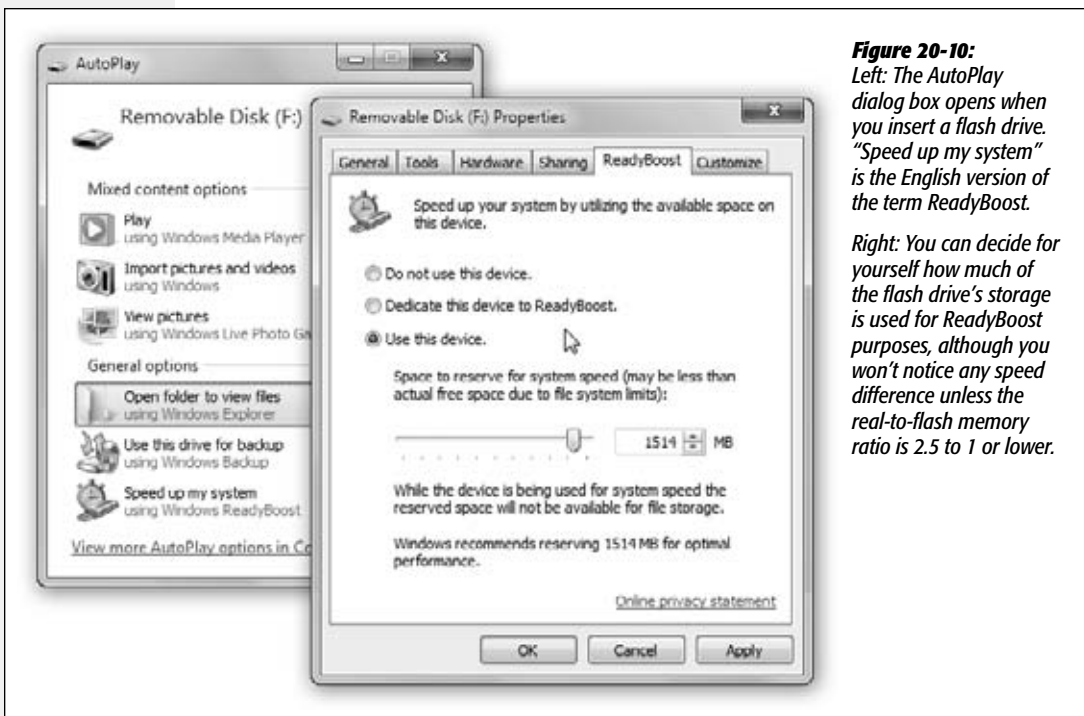 AutoPlay
Removable Disk (F:)
Mixed content options
Play
using Windows Media Player
Import pictures and videos
using Windows
View pictures
using Windows Live Photo Ga
General options
Open folder to view files
using Windows Explorer
Use this drive for backup
using Windows Backup
Speed up my system
using Windows ReadyBoost
View more AutoPlay options in Co
Removable Disk (F:) Properties
General Tools Hardware Sharing ReadyBoost Customize
Speed up your system by utilizing the available space on
this device.
Do not use this device.
Dedicate this device to ReadyBoost.
Use this device.
Space to reserve for system speed (may be less than
actual free space due to file system limits):
1514 MB
While the device is being used for system speed the
reserved space will not be available for file storage.
Windows recommends reserving 1514 MB for optimal
performance.
Online privacy statement
OK Cancel Apply
Figure 20-10:
Left: The AutoPlay
dialog box opens when
you insert a flash drive.
“Speed up my system”
is the English version of
the term ReadyBoost.
Right: You can decide for
yourself how much of
the flash drive’s storage
is used for ReadyBoost
purposes, although you
won’t notice any speed
difference unless the
real-to-flash memory
ratio is 2.5 to 1 or lower.